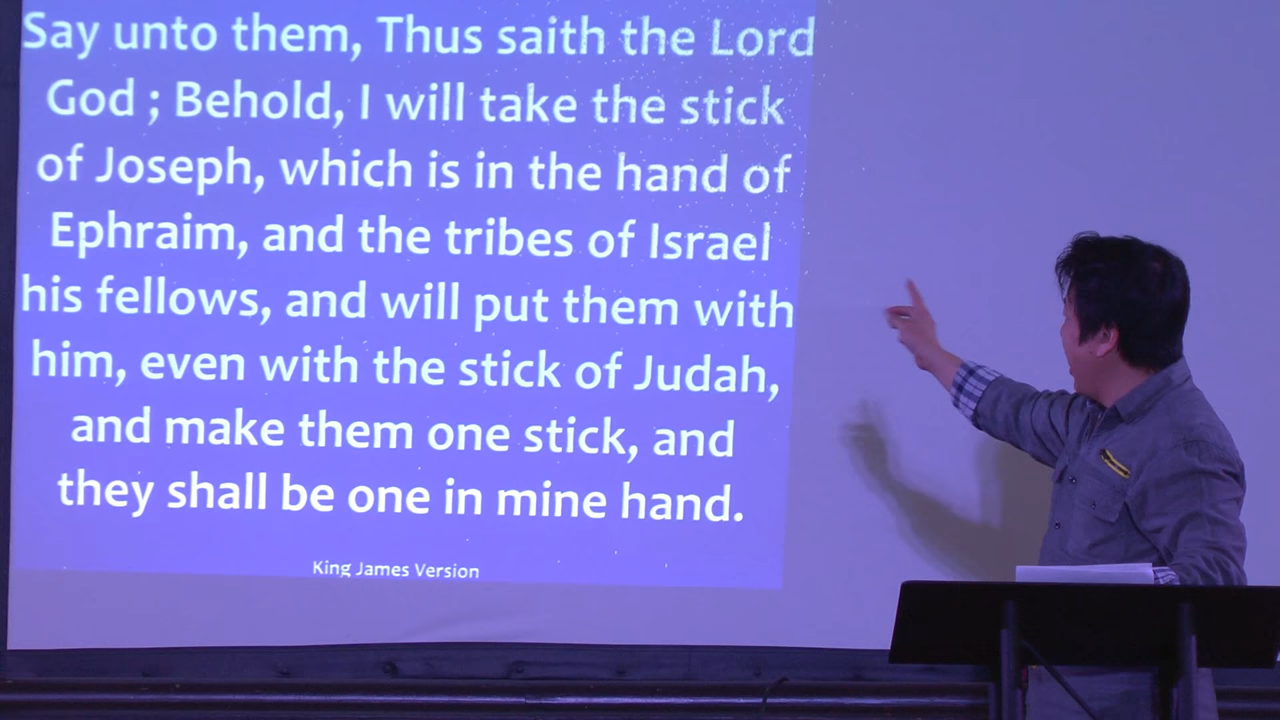 Say unto them, Thus saith the Lord
God ; Behold, I will take the stick
of Joseph, which is in the hand of
Ephraim, and the tribes of Israel
his fellows, and will put them with
him, even with the stick of Judah,
and make them one stick, and
they shall be one in mine hand.
King James Version